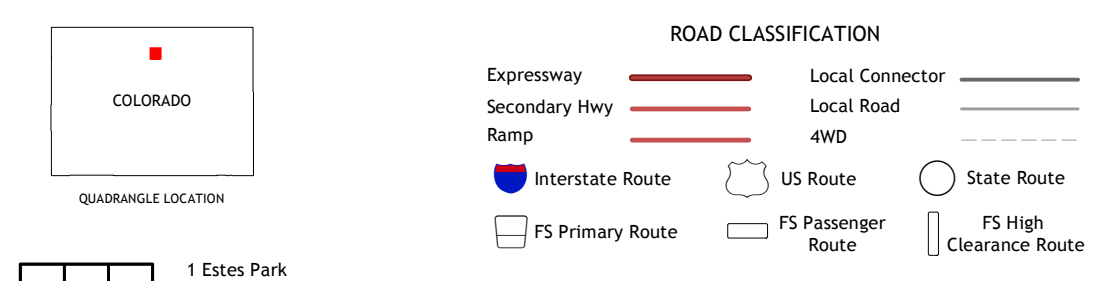 COLORADO
QUADRANGLE LOCATION
1 Estes Park
ROAD CLASSIFICATION
Expressway
Secondary Hwy
Ramp
Local Connector
Local Road
4WD
Interstate Route
US Route
State Route
FS Primary Route
FS Passenger
Route
FS High
Clearance Route